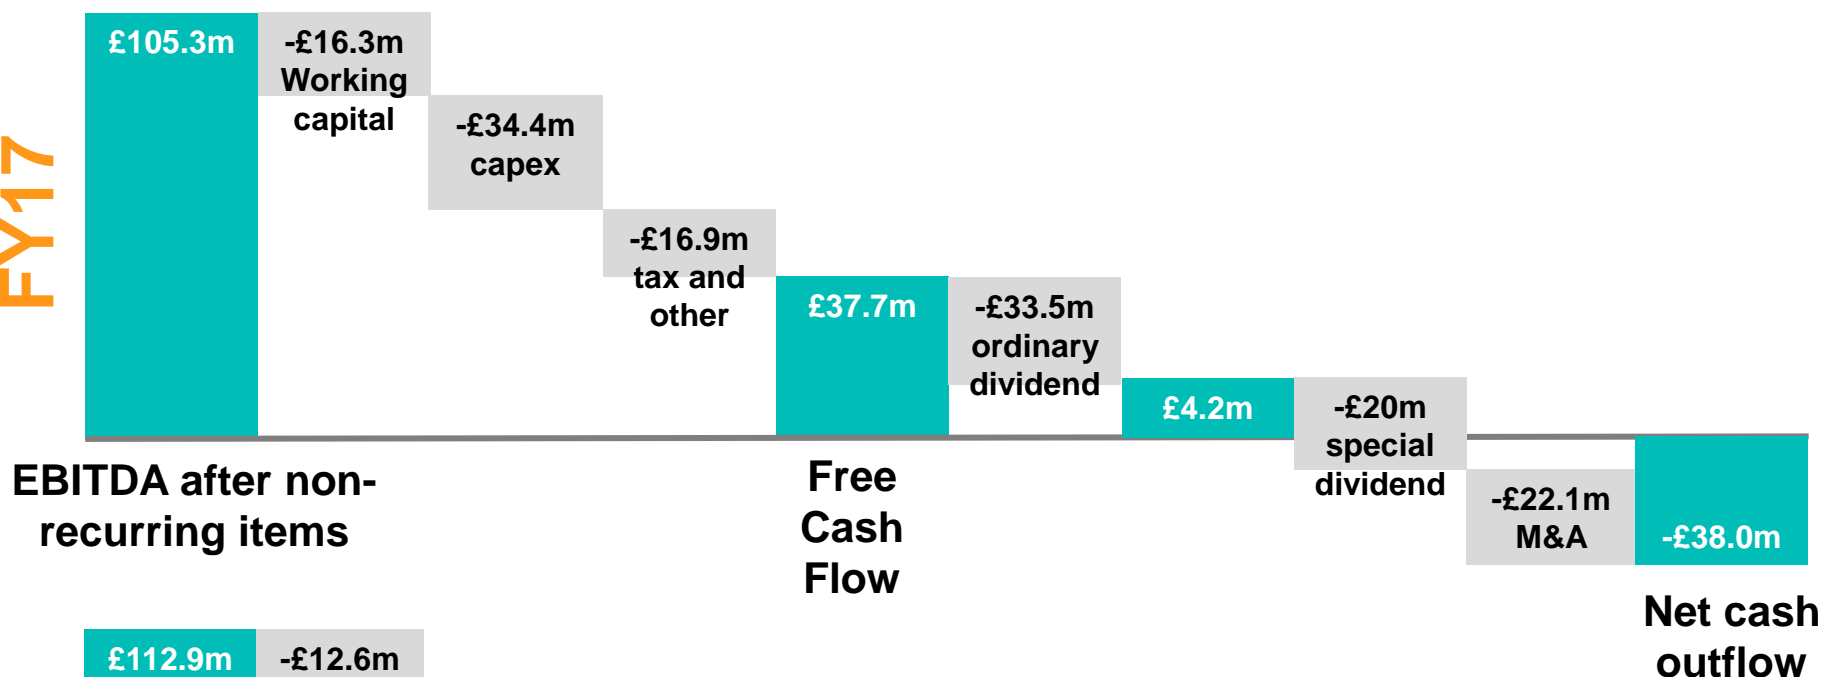 FY17
£105.3m
-£16.3m
Working
capital
-£34.4m
capex
-£16.9m
tax and
other
£37.7m
-£33.5m
ordinary
dividend
£4.2m
-£20m
special
dividend
-£22.1m
M&A
-£38.0m
EBITDA after non-
recurring items
Free
Cash
Flow
Net cash
outflow
£112.9m
-£12.6m